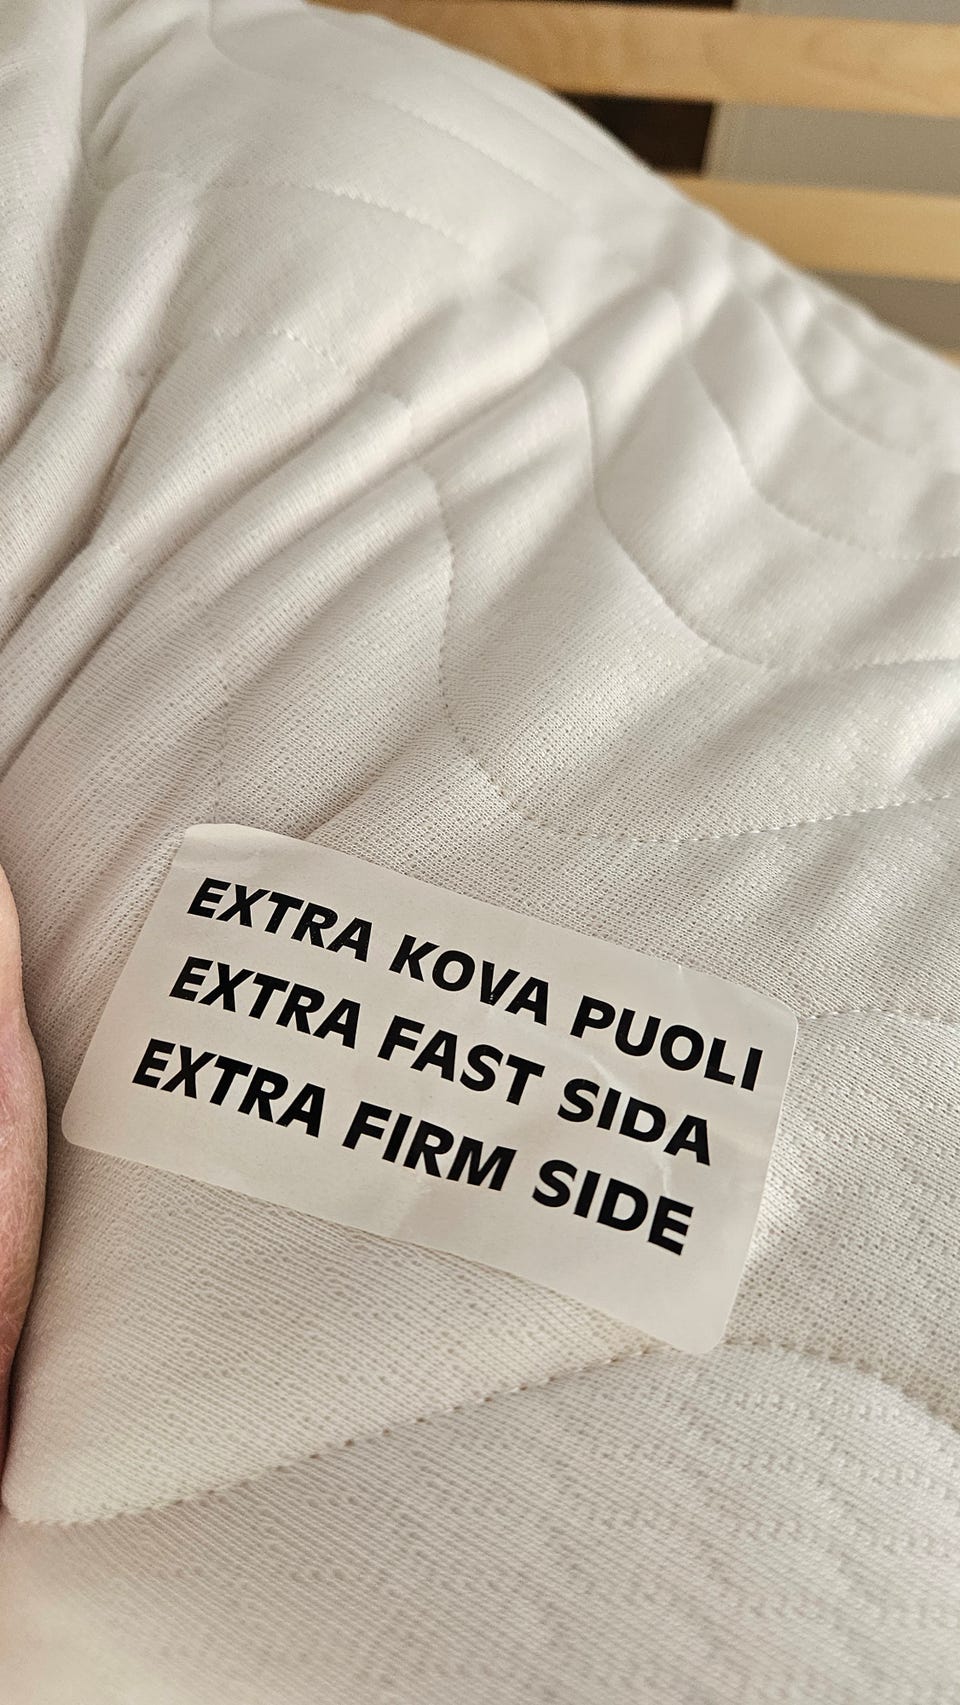 EXTRA KOVA PUOLI
EXTRA FAST SIDA
EXTRA FIRM SIDE